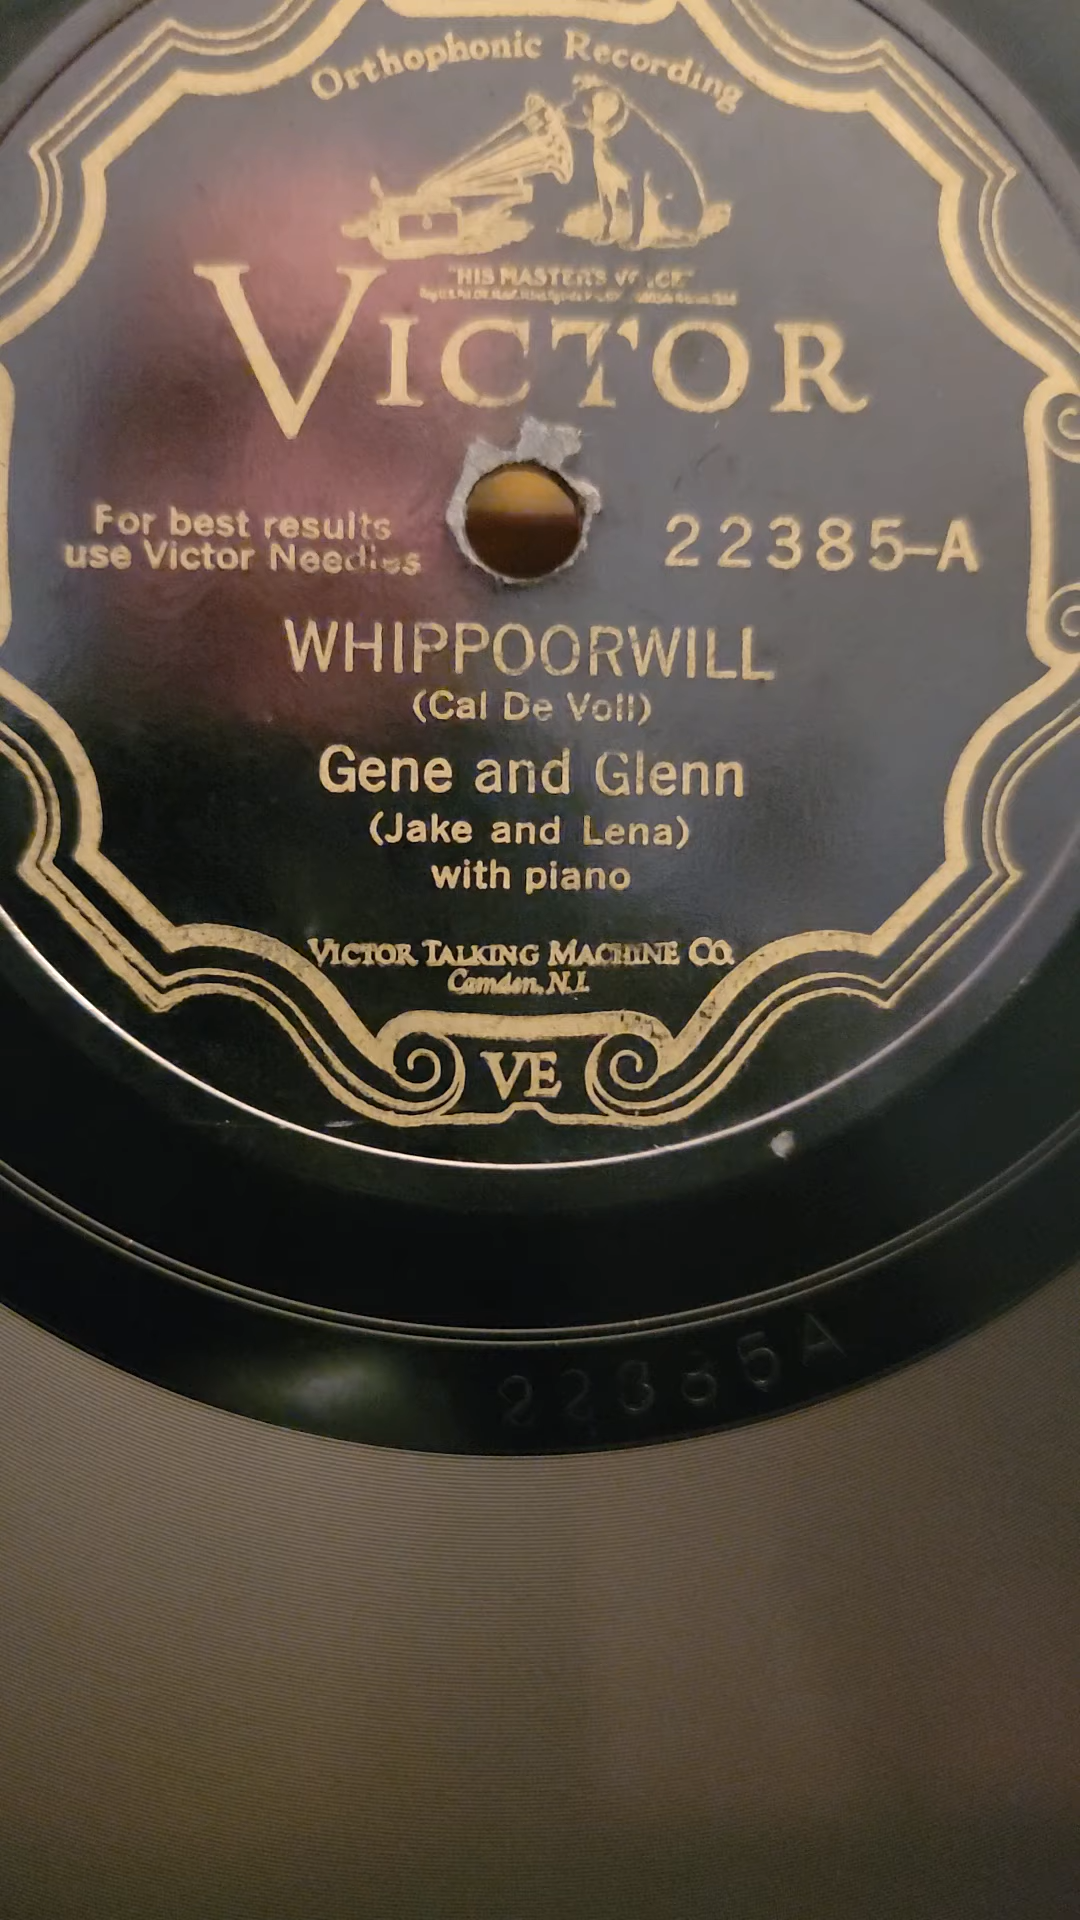 Orthophonic Recording
"HIS MASTER'S VOICE"
VICTOR
For best results
use Victor Needles
22385-A
WHIPPOORWILL
(Cal De Voll)
Gene and Glenn
(Jake and Lena)
with piano
VICTOR TALKING MACHINE CO.
Camden, N.J.
VE
22385A